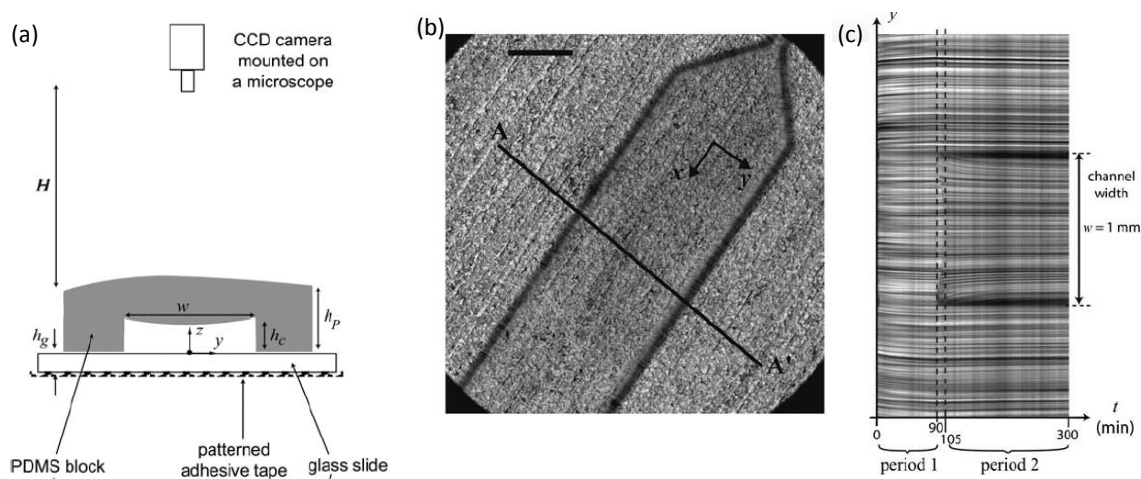 (a)
CCD camera
mounted on
a microscope
H
w
h_g
h_c
h_P
z
y
PDMS block
patterned
adhesive tape
glass slide
(b)
A
x
y
A'
(c)
y
channel
width
w = 1 mm
t
(min)
0
90
105
300
period 1
period 2